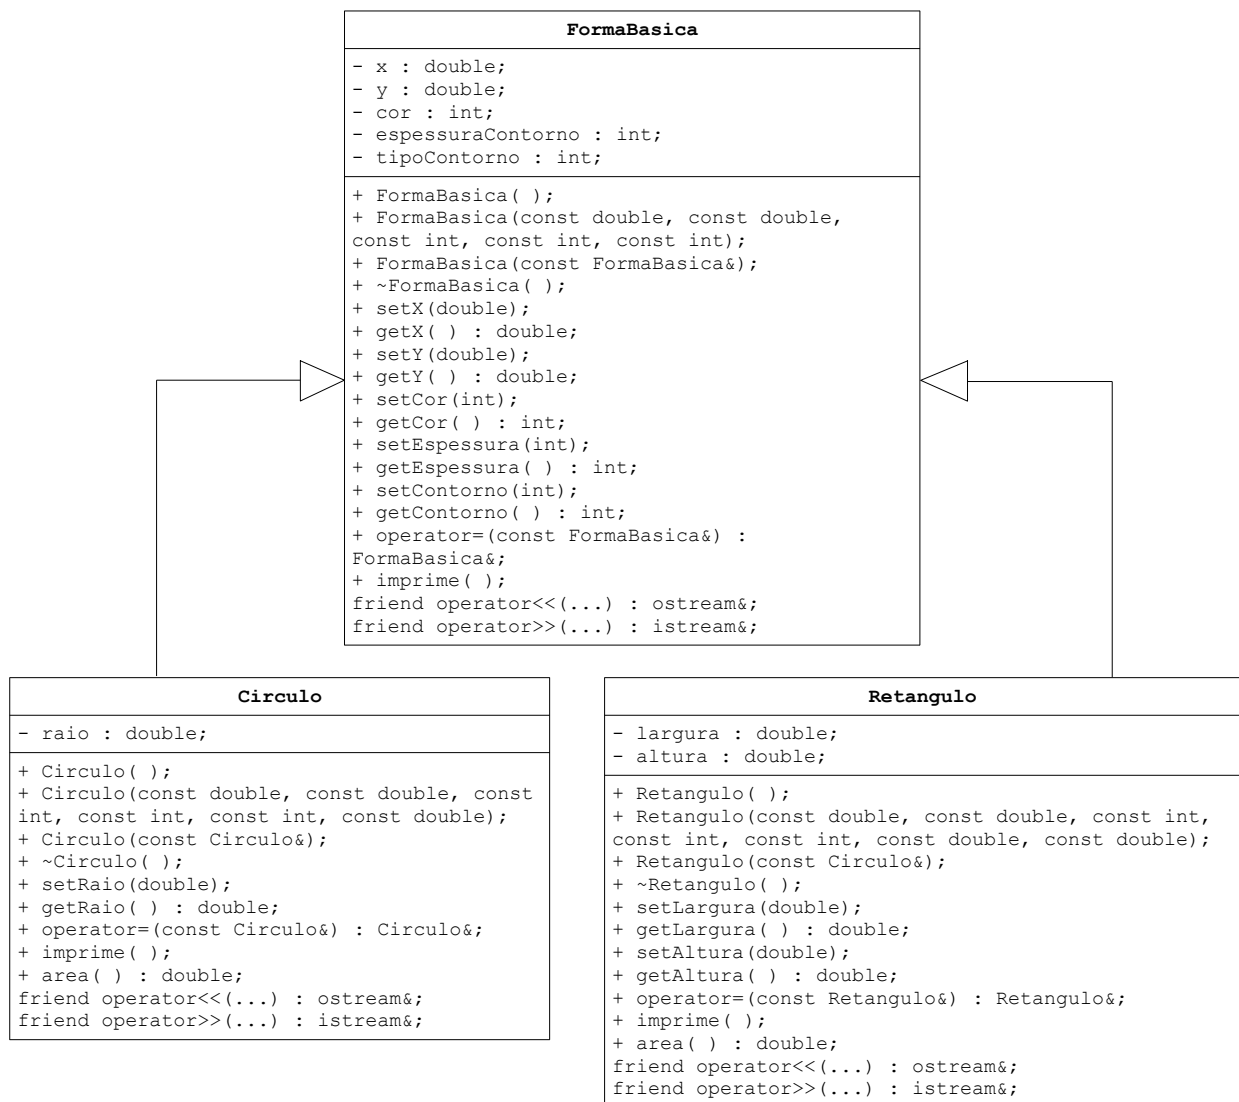 FormaBasica
- x : double;
- y : double;
- cor : int;
- espessuraContorno : int;
- tipoContorno : int;
+ FormaBasica( );
+ FormaBasica(const double, const double,
const int, const int, const int);
+ FormaBasica(const FormaBasica&);
+ ~FormaBasica( );
+ setX(double);
+ getX( ) : double;
+ setY(double);
+ getY( ) : double;
+ setCor(int);
+ getCor( ) : int;
+ setEspessura(int);
+ getEspessura( ) : int;
+ setContorno(int);
+ getContorno( ) : int;
+ operator=(const FormaBasica&) :
FormaBasica&;
+ imprime( );
friend operator<<(...) : ostream&;
friend operator>>(...) : istream&;
Circulo
- raio : double;
+ Circulo( );
+ Circulo(const double, const double, const
int, const int, const int, const double);
+ Circulo(const Circulo&);
+ ~Circulo( );
+ setRaio(double);
+ getRaio( ) : double;
+ operator=(const Circulo&) : Circulo&;
+ imprime( );
+ area( ) : double;
friend operator<<(...) : ostream&;
friend operator>>(...) : istream&;
Retangulo
- largura : double;
- altura : double;
+ Retangulo( );
+ Retangulo(const double, const double, const int,
const int, const int, const double, const double);
+ Retangulo(const Circulo&);
+ ~Retangulo( );
+ setLargura(double);
+ getLargura( ) : double;
+ setAltura(double);
+ getAltura( ) : double;
+ operator=(const Retangulo&) : Retangulo&;
+ imprime( );
+ area( ) : double;
friend operator<<(...) : ostream&;
friend operator>>(...) : istream&;